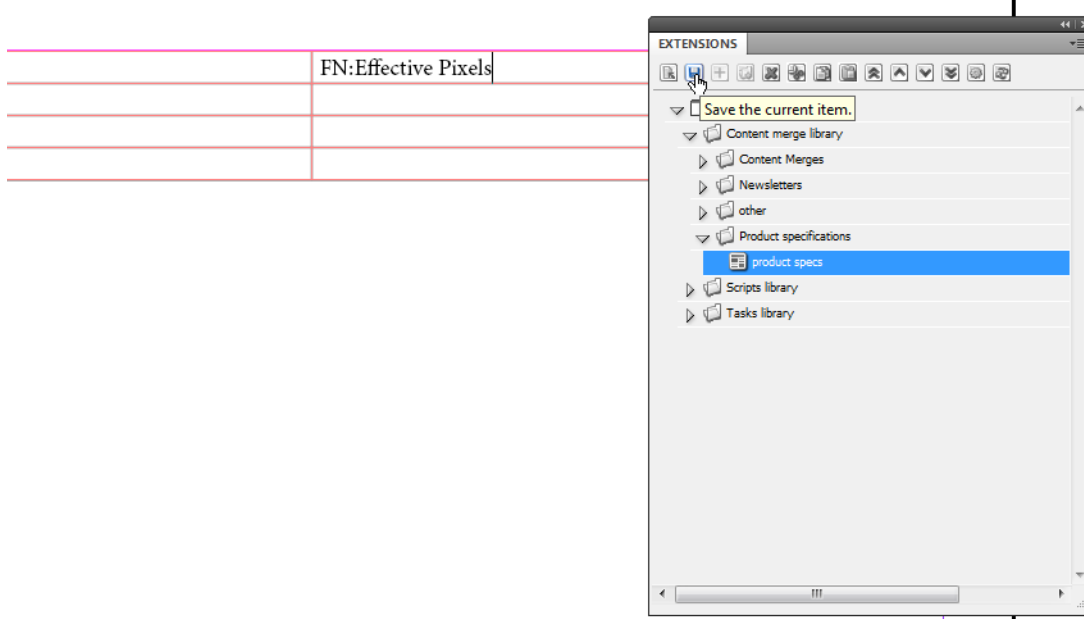 EXTENSIONS
FN:Effective Pixels
Save the current item.
Content merge library
Content Merges
Newsletters
other
Product specifications
product specs
Scripts library
Tasks library